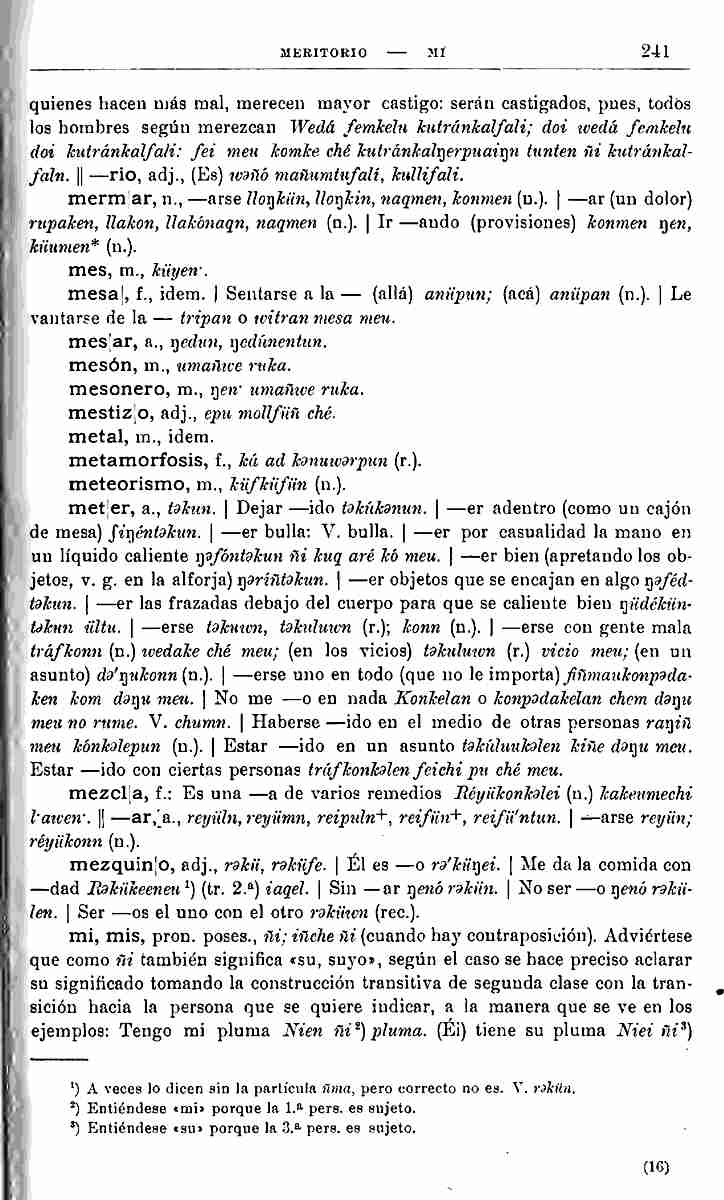 MERITORIO — MÍ 241
quienes hacen más mal, merecen mayor castigo: serán castigados, pues, todos
los hombres según merezcan Wedá femkelu kutránkalfali; doi wedá femkelu
doi kutránkalfali: fei meu komke ché kutránkalŋerpuaiŋn tunten ñi kutránkal-
faln. || —rio, adj., (Es) wəñó mañumtufalí, kullifali.
merm|ar, n., —arse lloŋkün, lloŋkin, naqmen, konmen (n.). | —ar (un dolor)
rupaken, llakon, llakónaqn, naqmen (n.). | Ir —ando (provisiones) konmen ŋen,
küumen* (n.).
mes, m., küyen·.
mesa|, f., idem. | Sentarse a la — (allá) anüpun; (acá) anüpan (n.). | Le
vantarse de la — tripan o witran mesa meu.
mes|ar, a., ŋedun, ŋedúnentun.
mesón, m., umañwe ruka.
mesonero, m., ŋen· umañwe ruka.
mestiz|o, adj., epu mollfüñ ché.
metal, m., idem.
metamorfosis, f., ká ad kənuwərpun (r.).
meteorismo, m., küfküfün (n.).
met|er, a., təkun. | Dejar —ido təkúkənun. | —er adentro (como un cajón
de mesa) fiŋéntəkun. | —er bulla: V. bulla. | —er por casualidad la mano en
un líquido caliente ŋəfóntəkun ñi kuq aré kó meu. | —er bien (apretando los ob-
jetos, v. g. en la alforja) ŋəríñtəkun. | —er objetos que se encajan en algo ŋəféd-
təkun. | —er las frazadas debajo del cuerpo para que se caliente bien ŋüdékün-
təkun ültu. | —erse təkuwn, təkuluwn (r.); konn (n.). | —erse con gente mala
tráfkonn (n.) wedake ché meu; (en los vicios) təkuluwn (r.) vicio meu; (en un
asunto) də'ŋukonn (n.). | —erse uno en todo (que no le importa) fiñmaukonpəda-
ken kom dəŋu meu. | No me —o en nada Konkelan o konpədakelan chem dəŋu
meu no rume. V. chumn. | Haberse —ido en el medio de otras personas raŋiñ
meu kónkəlepun (n.). | Estar —ido en un asunto təkúluukəlen kiñe dəŋu meu.
Estar —ido con ciertas personas tráfkonkəlen feichi pu ché meu.
mezcl|a, f.: Es una —a de varios remedios Réyükonkəlei (n.) kakeumechi
l·awen·. || —ar, a., reyüln, reyümn, reipuln+, reifün+, reifü'ntun. | —arse reyün;
réyükonn (n.).
mezquin|o, adj., rəkü, rəküfe. | Él es —o rə'küŋei. | Me da la comida con
—dad Rəkükeeneu ¹) (tr. 2.ª) iaqel. | Sin —ar ŋenó rəkün. | No ser —o ŋenó rəkü-
len. | Ser —os el uno con el otro rəküwn (rec.).
mi, mis, pron. poses., ñi; iñche ñi (cuando hay contraposición). Adviértese
que como ñi también significa «su, suyo», según el caso se hace preciso aclarar
su significado tomando la construcción transitiva de segunda clase con la tran-
sición hacia la persona que se quiere indicar, a la manera que se ve en los
ejemplos: Tengo mi pluma Nien ñi ²) pluma. (Él) tiene su pluma Niei ñi ³)
¹) A veces lo dicen sin la partícula ñma, pero correcto no es. V. rəkün.
²) Entiéndese «mi» porque la 1.ª pers. es sujeto.
³) Entiéndese «su» porque la 3.ª pers. es sujeto.
(16)